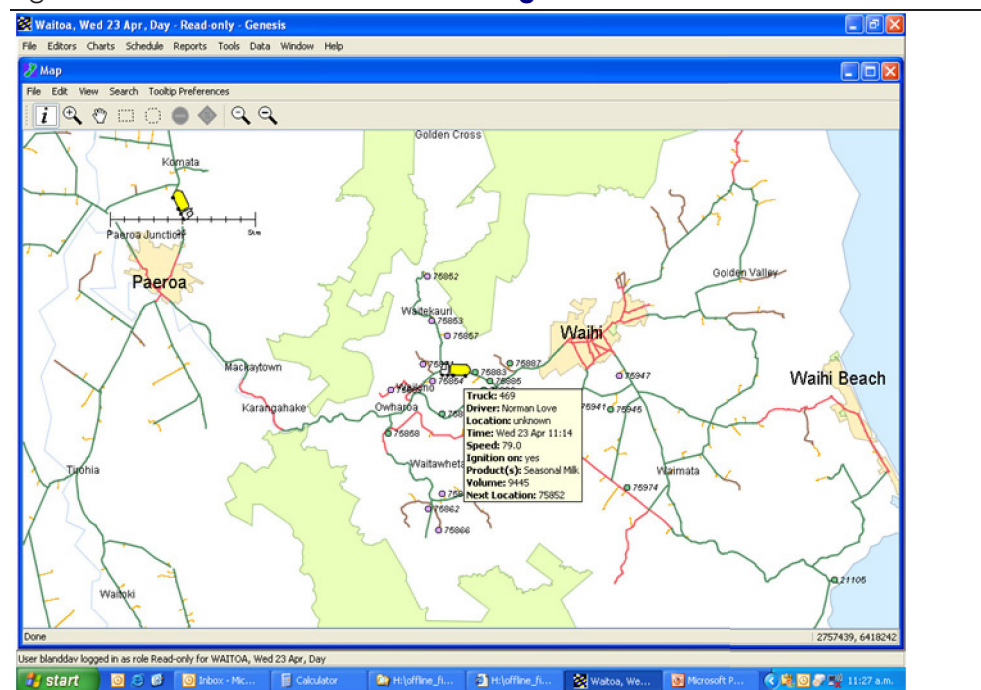 Waitoa, Wed 23 Apr, Day - Read-only - Genesis
File Editors Charts Schedule Reports Tools Data Window Help
Map
File Edit View Search Tooltip Preferences
Golden Cross
Komata
5km
Paeroa Junction
Paeroa
75852
Golden Valley
Waitekauri
75853
75857
Waihi
75887
75883
Mackaytown
75854
75885
75947
Waihi Beach
Karangahake
Owharoa
75941
75945
75858
Waitawheta
Truck: 469
Driver: Norman Love
Location: unknown
Time: Wed 23 Apr 11:14
Speed: 79.0
Ignition on: yes
Product(s): Seasonal Milk
Volume: 9445
Next Location: 75852
Tirohia
Waimata
75974
75862
75866
21105
Waitoki
Done
2757439, 6418242
User blanddav logged in as role Read-only for WAITOA, Wed 23 Apr, Day
start
Inbox - Mic...
Calculator
H:\offline_fi...
H:\offline_fi...
Waitoa, We...
Microsoft P...
11:27 a.m.